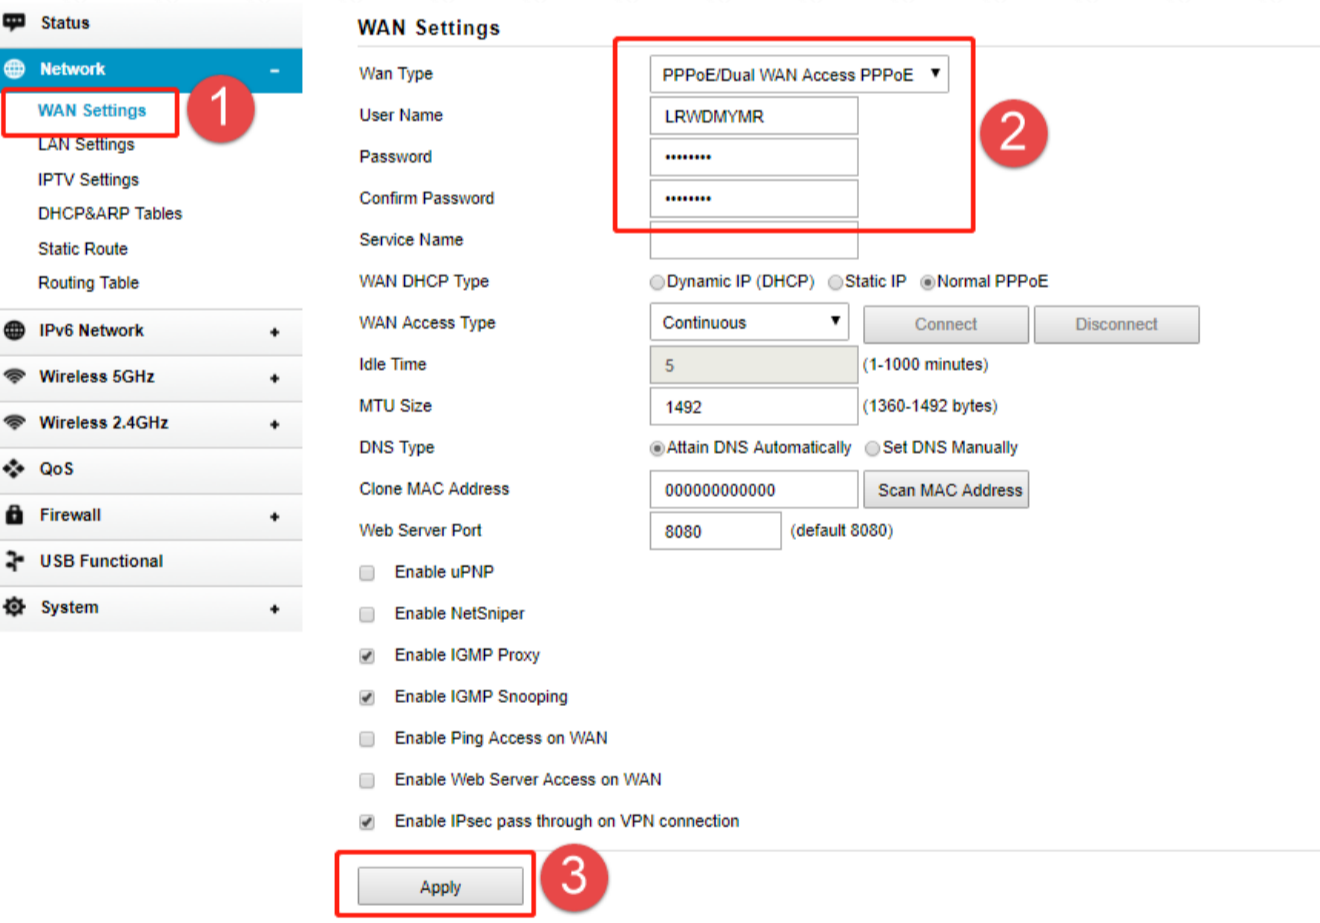 Status
Network
WAN Settings
1
LAN Settings
IPTV Settings
DHCP&ARP Tables
Static Route
Routing Table
IPv6 Network
Wireless 5GHz
Wireless 2.4GHz
QoS
Firewall
USB Functional
System
WAN Settings
Wan Type PPPoE/Dual WAN Access PPPoE
User Name LRWDMYMR
2
Password ••••••••
Confirm Password ••••••••
Service Name
WAN DHCP Type Dynamic IP (DHCP) Static IP Normal PPPoE
WAN Access Type Continuous Connect Disconnect
Idle Time 5 (1-1000 minutes)
MTU Size 1492 (1360-1492 bytes)
DNS Type Attain DNS Automatically Set DNS Manually
Clone MAC Address 000000000000 Scan MAC Address
Web Server Port 8080 (default 8080)
Enable uPNP
Enable NetSniper
Enable IGMP Proxy
Enable IGMP Snooping
Enable Ping Access on WAN
Enable Web Server Access on WAN
Enable IPsec pass through on VPN connection
Apply
3